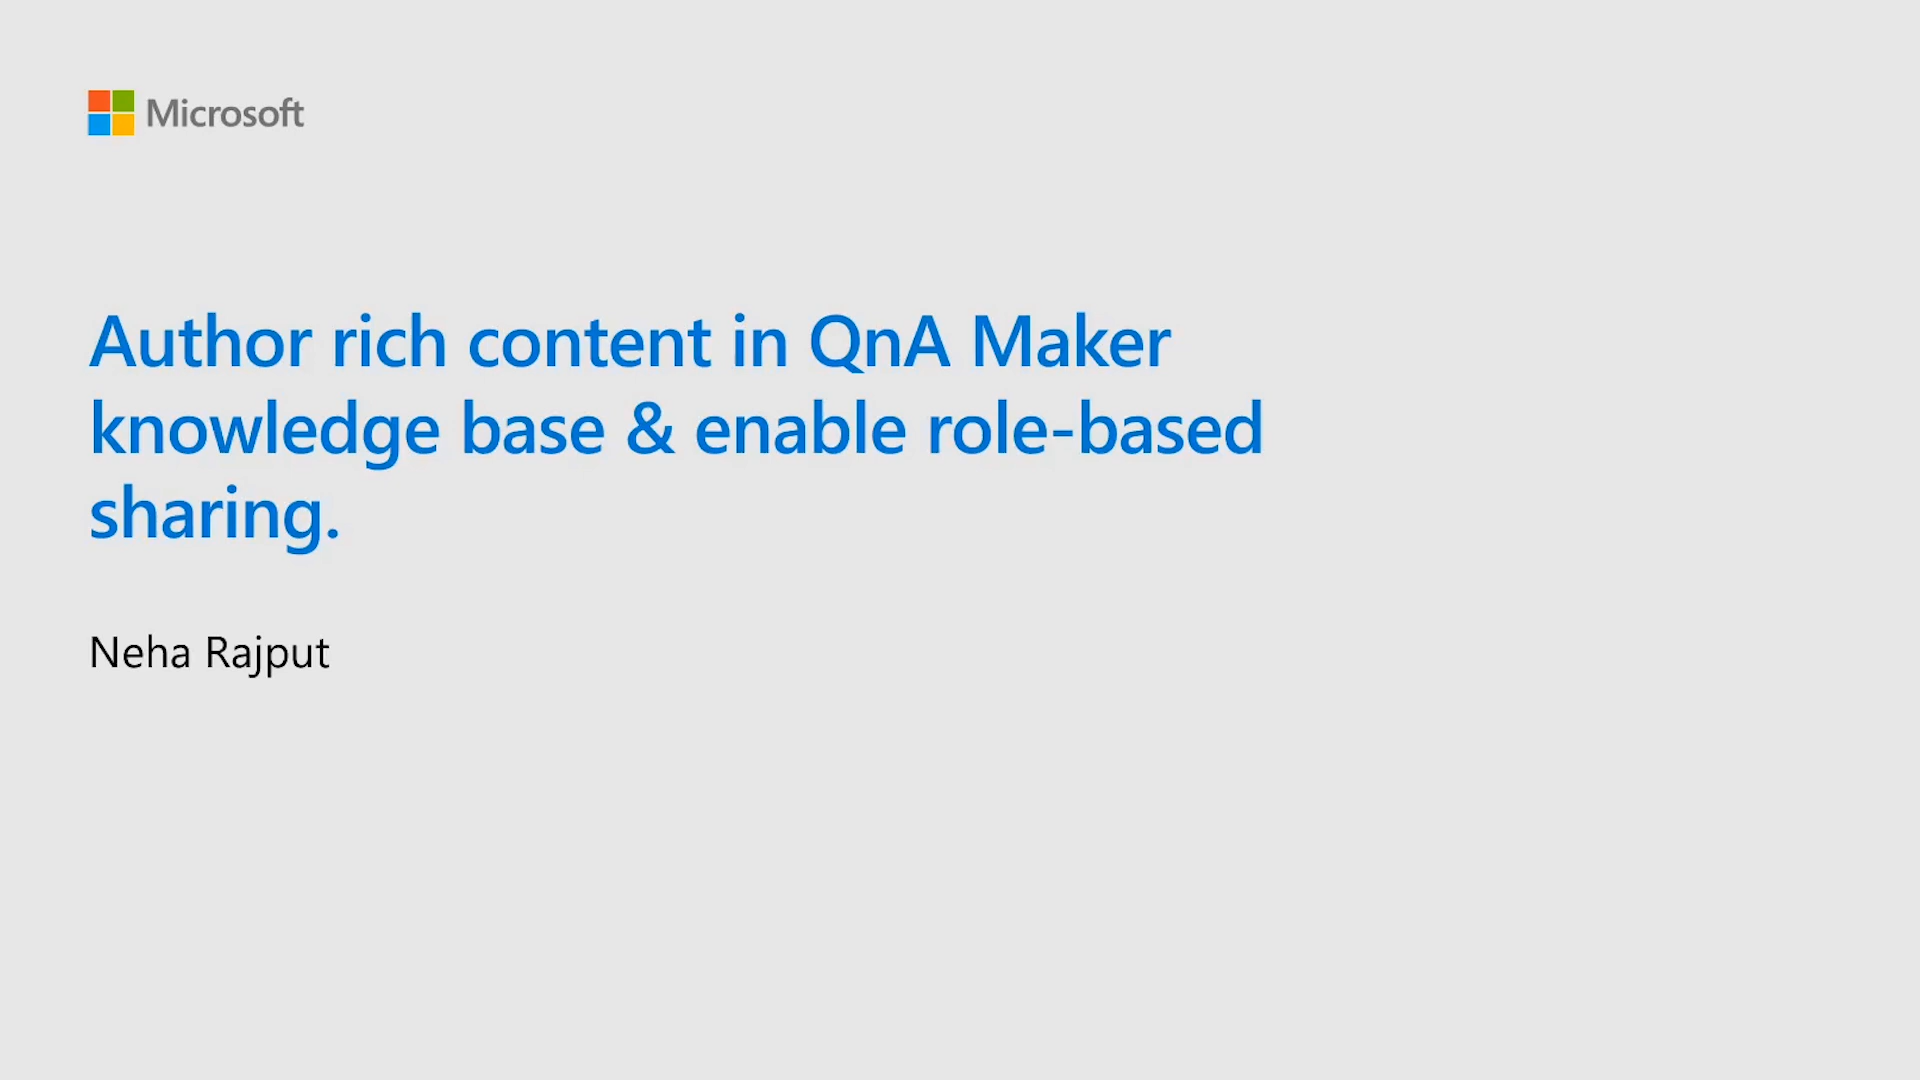 Microsoft
Author rich content in QnA Maker
knowledge base & enable role-based
sharing.
Neha Rajput